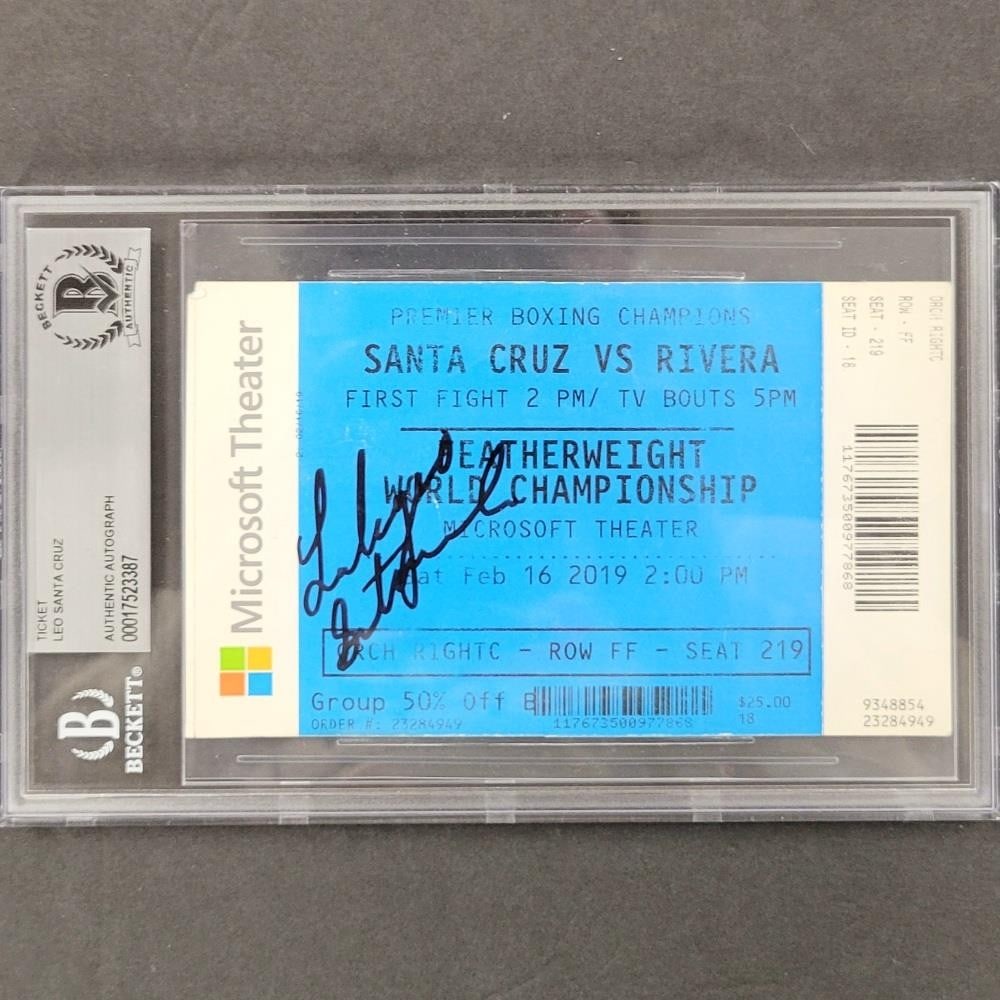 BECKETT
AUTHENTIC
TICKET
LEO SANTA CRUZ
AUTHENTIC AUTOGRAPH
00017523387
B
BECKETT®
Microsoft Theater
PREMIER BOXING CHAMPIONS
SANTA CRUZ VS RIVERA
FIRST FIGHT 2 PM/ TV BOUTS 5PM
FEATHERWEIGHT
WORLD CHAMPIONSHIP
MICROSOFT THEATER
Sat Feb 16 2019 2:00 PM
ORCH RIGHTC - ROW FF - SEAT 219
Group 50% Off
ORDER #: 23284949
117673500977868
$25.00
18
ORCH RIGHTC
ROW - FF
SEAT - 219
SEAT ID - 18
117673500977868
9348854
23284949